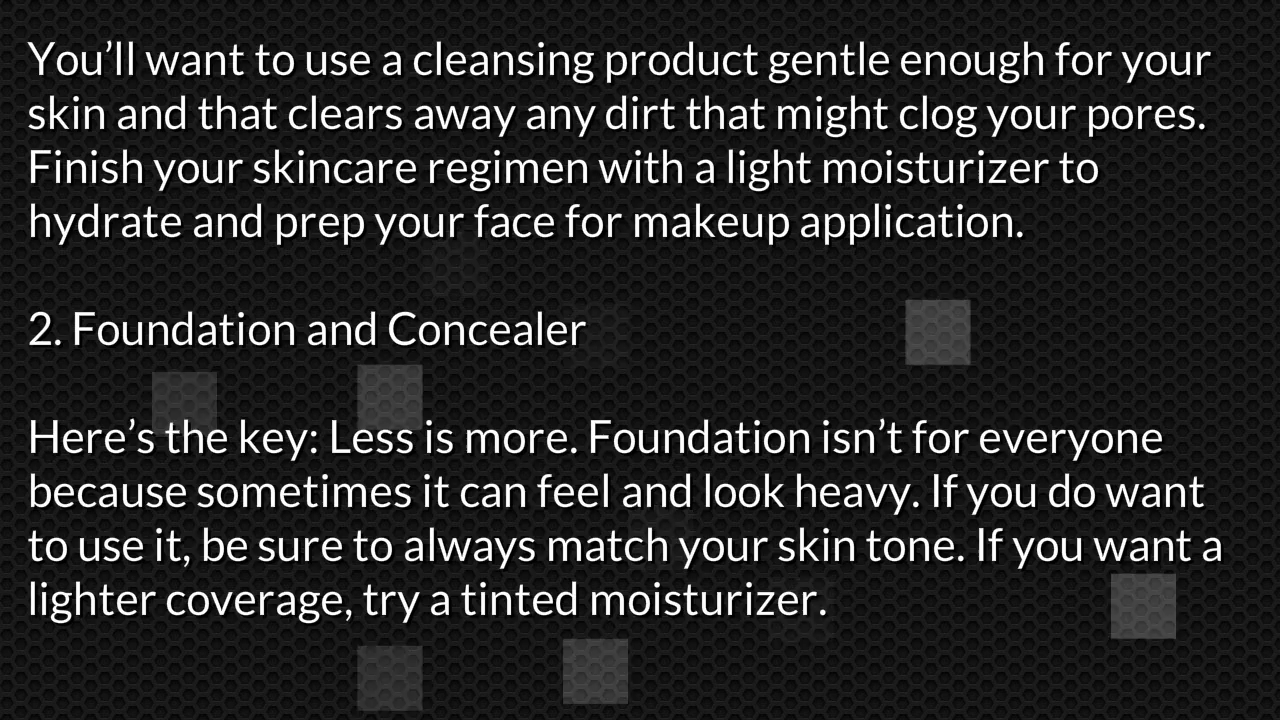 You’ll want to use a cleansing product gentle enough for your
skin and that clears away any dirt that might clog your pores.
Finish your skincare regimen with a light moisturizer to
hydrate and prep your face for makeup application.
2. Foundation and Concealer
Here’s the key: Less is more. Foundation isn’t for everyone
because sometimes it can feel and look heavy. If you do want
to use it, be sure to always match your skin tone. If you want a
lighter coverage, try a tinted moisturizer.